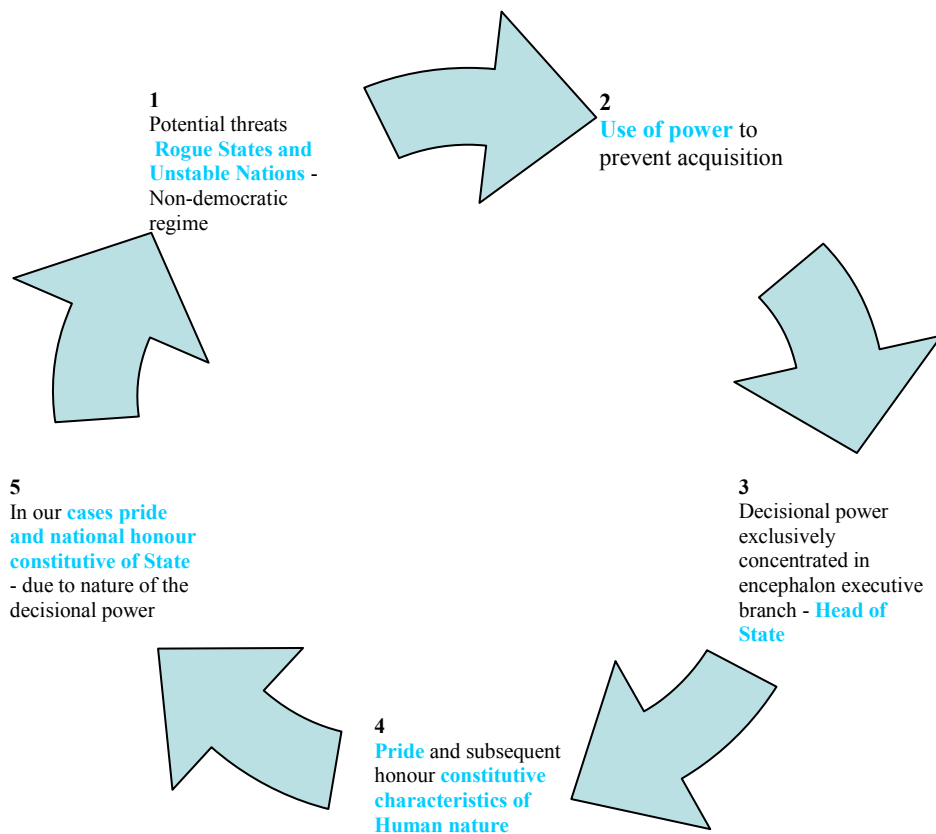 1
Potential threats
Rogue States and
Unstable Nations -
Non-democratic
regime
2
Use of power to
prevent acquisition
3
Decisional power
exclusively
concentrated in
encephalon executive
branch - Head of
State
4
Pride and subsequent
honour constitutive
characteristics of
Human nature
5
In our cases pride
and national honour
constitutive of State
- due to nature of the
decisional power